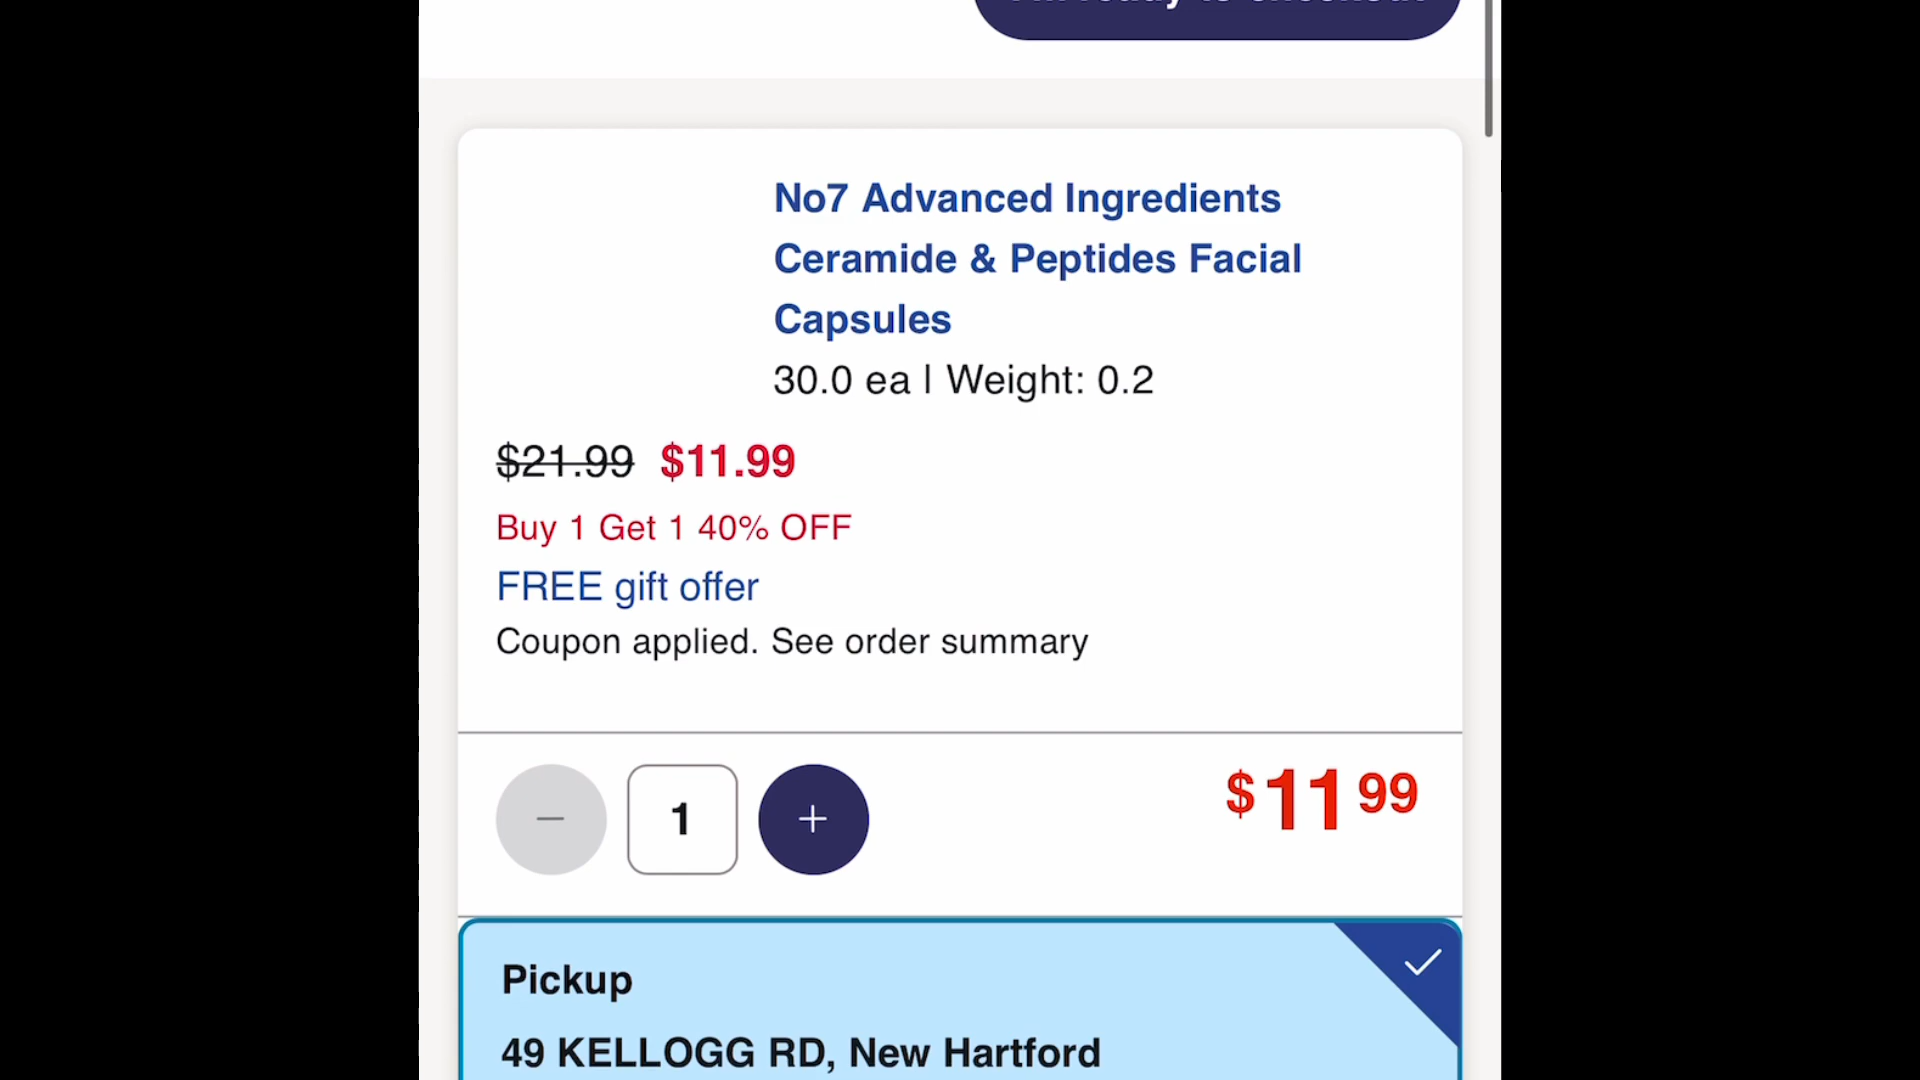 No7 Advanced Ingredients
Ceramide & Peptides Facial
Capsules
30.0 ea | Weight: 0.2
$21.99 $11.99
Buy 1 Get 1 40% OFF
FREE gift offer
Coupon applied. See order summary
1
$11 99
Pickup
49 KELLOGG RD, New Hartford